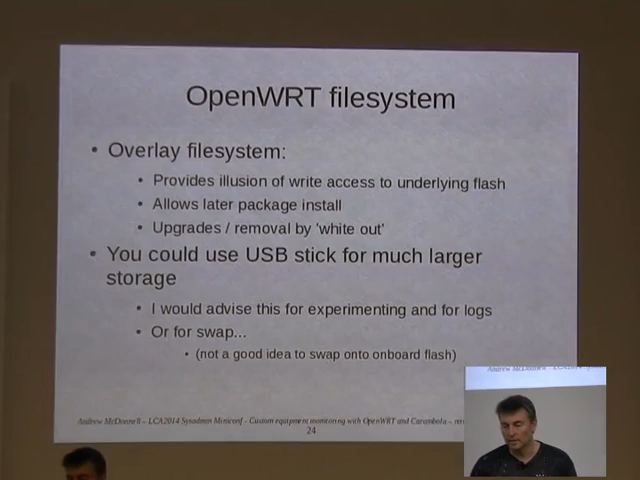 OpenWRT filesystem
• Overlay filesystem:
• Provides illusion of write access to underlying flash
• Allows later package install
• Upgrades / removal by 'white out'
• You could use USB stick for much larger
storage
• I would advise this for experimenting and for logs
• Or for swap...
• (not a good idea to swap onto onboard flash)
Andrew McDonnell – LCA2014 Sysadmin Miniconf - Custom equipment monitoring with OpenWRT and Carambola –
24
Andrew McDonnell – LCA2014